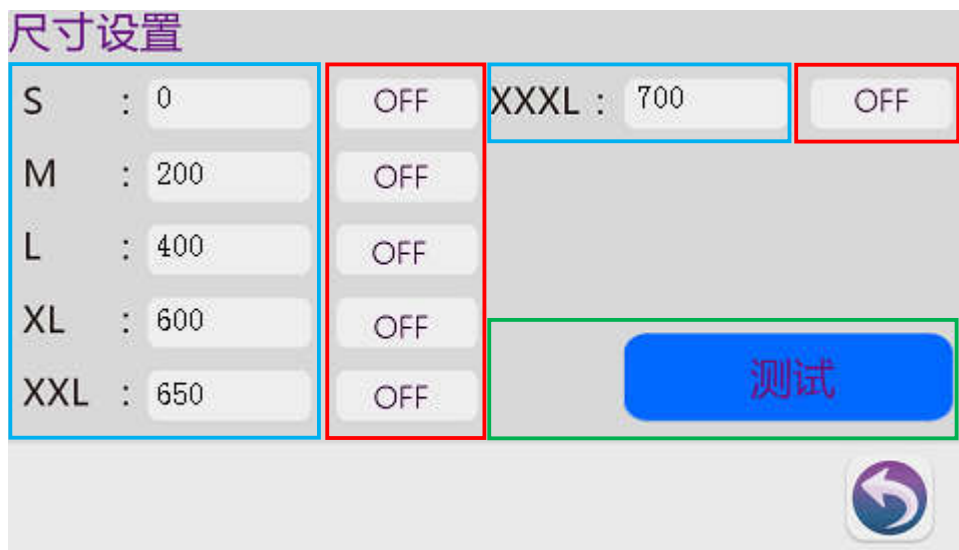 尺寸设置
S : 0 OFF XXXL : 700 OFF
M : 200 OFF
L : 400 OFF
XL : 600 OFF
XXL : 650 OFF
测试